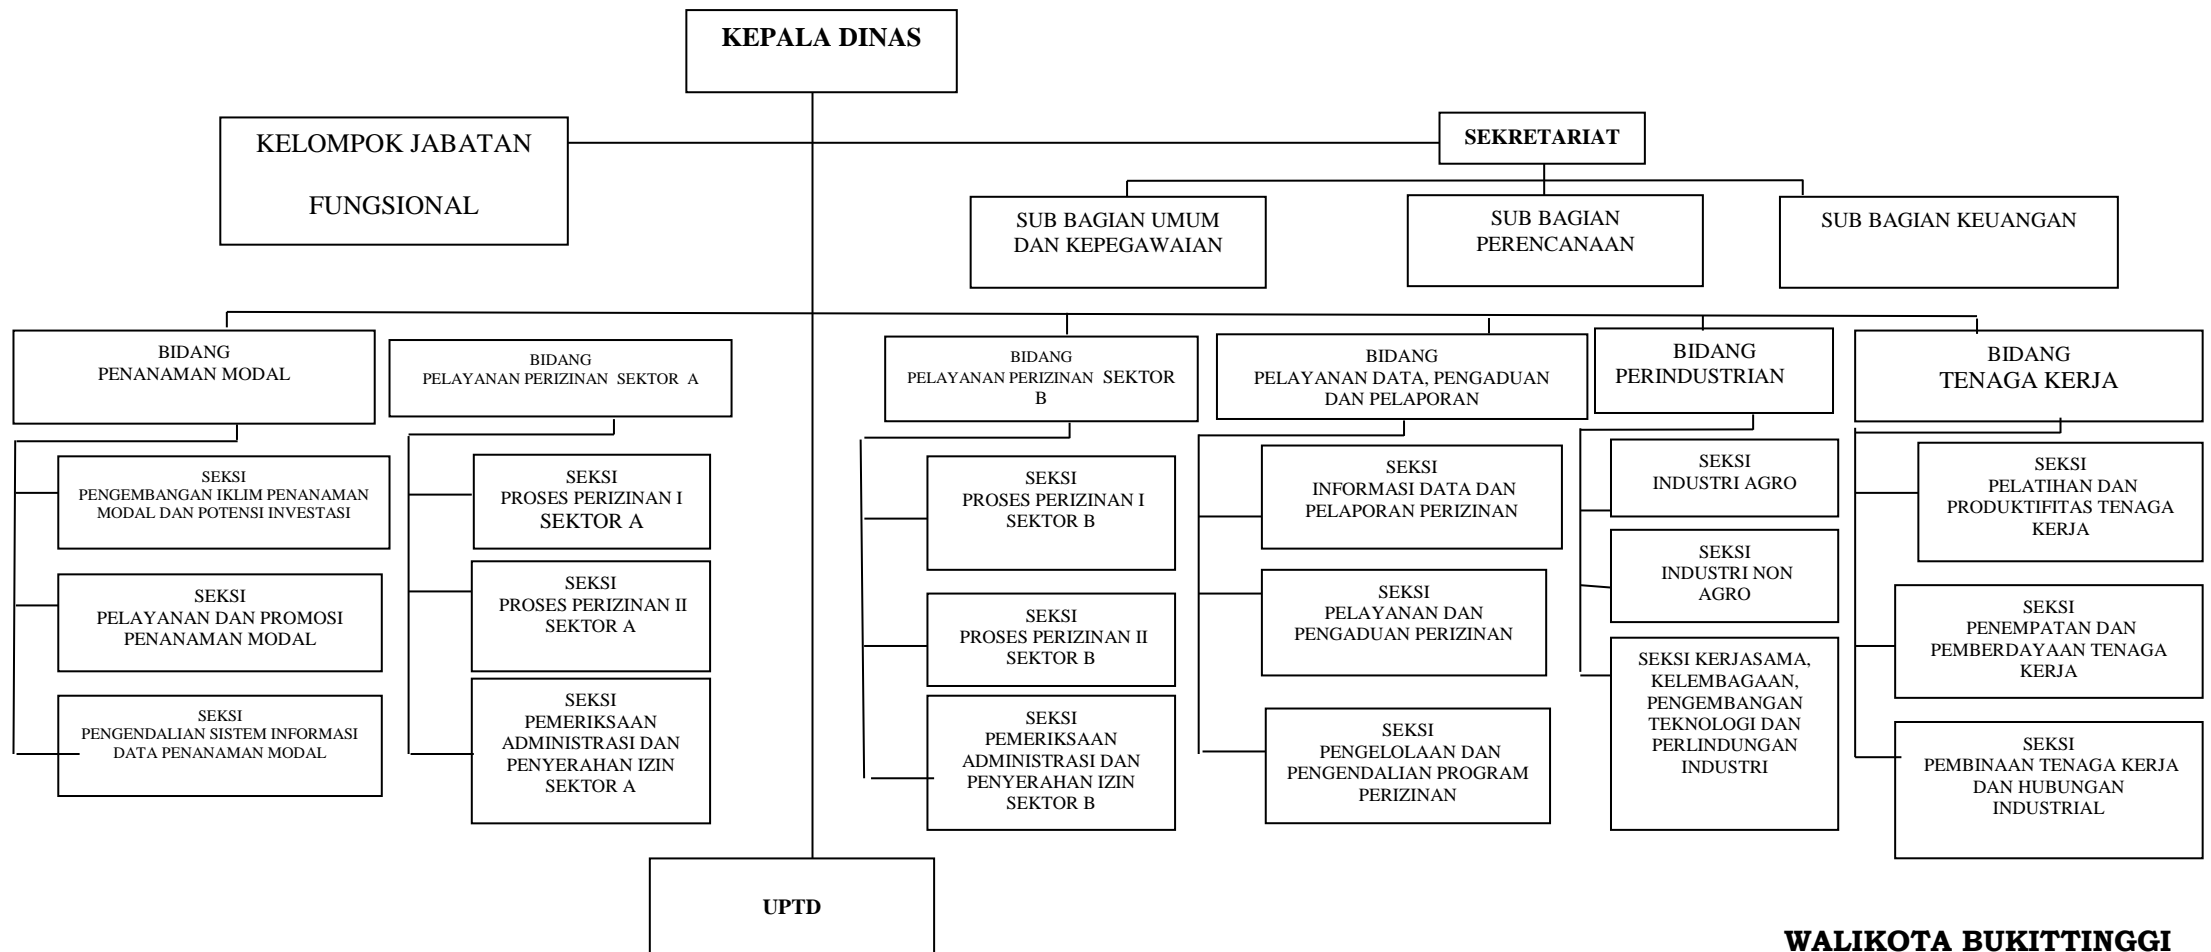 KEPALA DINAS
KELOMPOK JABATAN
FUNGSIONAL
SEKRETARIAT
SUB BAGIAN UMUM
DAN KEPEGAWAIAN
SUB BAGIAN
PERENCANAAN
SUB BAGIAN KEUANGAN
BIDANG
PENANAMAN MODAL
BIDANG
PELAYANAN PERIZINAN SEKTOR A
BIDANG
PELAYANAN PERIZINAN SEKTOR
B
BIDANG
PELAYANAN DATA, PENGADUAN
DAN PELAPORAN
BIDANG
PERINDUSTRIAN
BIDANG
TENAGA KERJA
SEKSI
PENGEMBANGAN IKLIM PENANAMAN
MODAL DAN POTENSI INVESTASI
SEKSI
PELAYANAN DAN PROMOSI
PENANAMAN MODAL
SEKSI
PENGENDALIAN SISTEM INFORMASI
DATA PENANAMAN MODAL
SEKSI
PROSES PERIZINAN I
SEKTOR A
SEKSI
PROSES PERIZINAN II
SEKTOR A
SEKSI
PEMERIKSAAN
ADMINISTRASI DAN
PENYERAHAN IZIN
SEKTOR A
SEKSI
PROSES PERIZINAN I
SEKTOR B
SEKSI
PROSES PERIZINAN II
SEKTOR B
SEKSI
PEMERIKSAAN
ADMINISTRASI DAN
PENYERAHAN IZIN
SEKTOR B
SEKSI
INFORMASI DATA DAN
PELAPORAN PERIZINAN
SEKSI
PELAYANAN DAN
PENGADUAN PERIZINAN
SEKSI
PENGELOLAAN DAN
PENGENDALIAN PROGRAM
PERIZINAN
SEKSI
INDUSTRI AGRO
SEKSI
INDUSTRI NON
AGRO
SEKSI KERJASAMA,
KELEMBAGAAN,
PENGEMBANGAN
TEKNOLOGI DAN
PERLINDUNGAN
INDUSTRI
SEKSI
PELATIHAN DAN
PRODUKTIFITAS TENAGA
KERJA
SEKSI
PENEMPATAN DAN
PEMBERDAYAAN TENAGA
KERJA
SEKSI
PEMBINAAN TENAGA KERJA
DAN HUBUNGAN
INDUSTRIAL
UPTD
WALIKOTA BUKITTINGGI